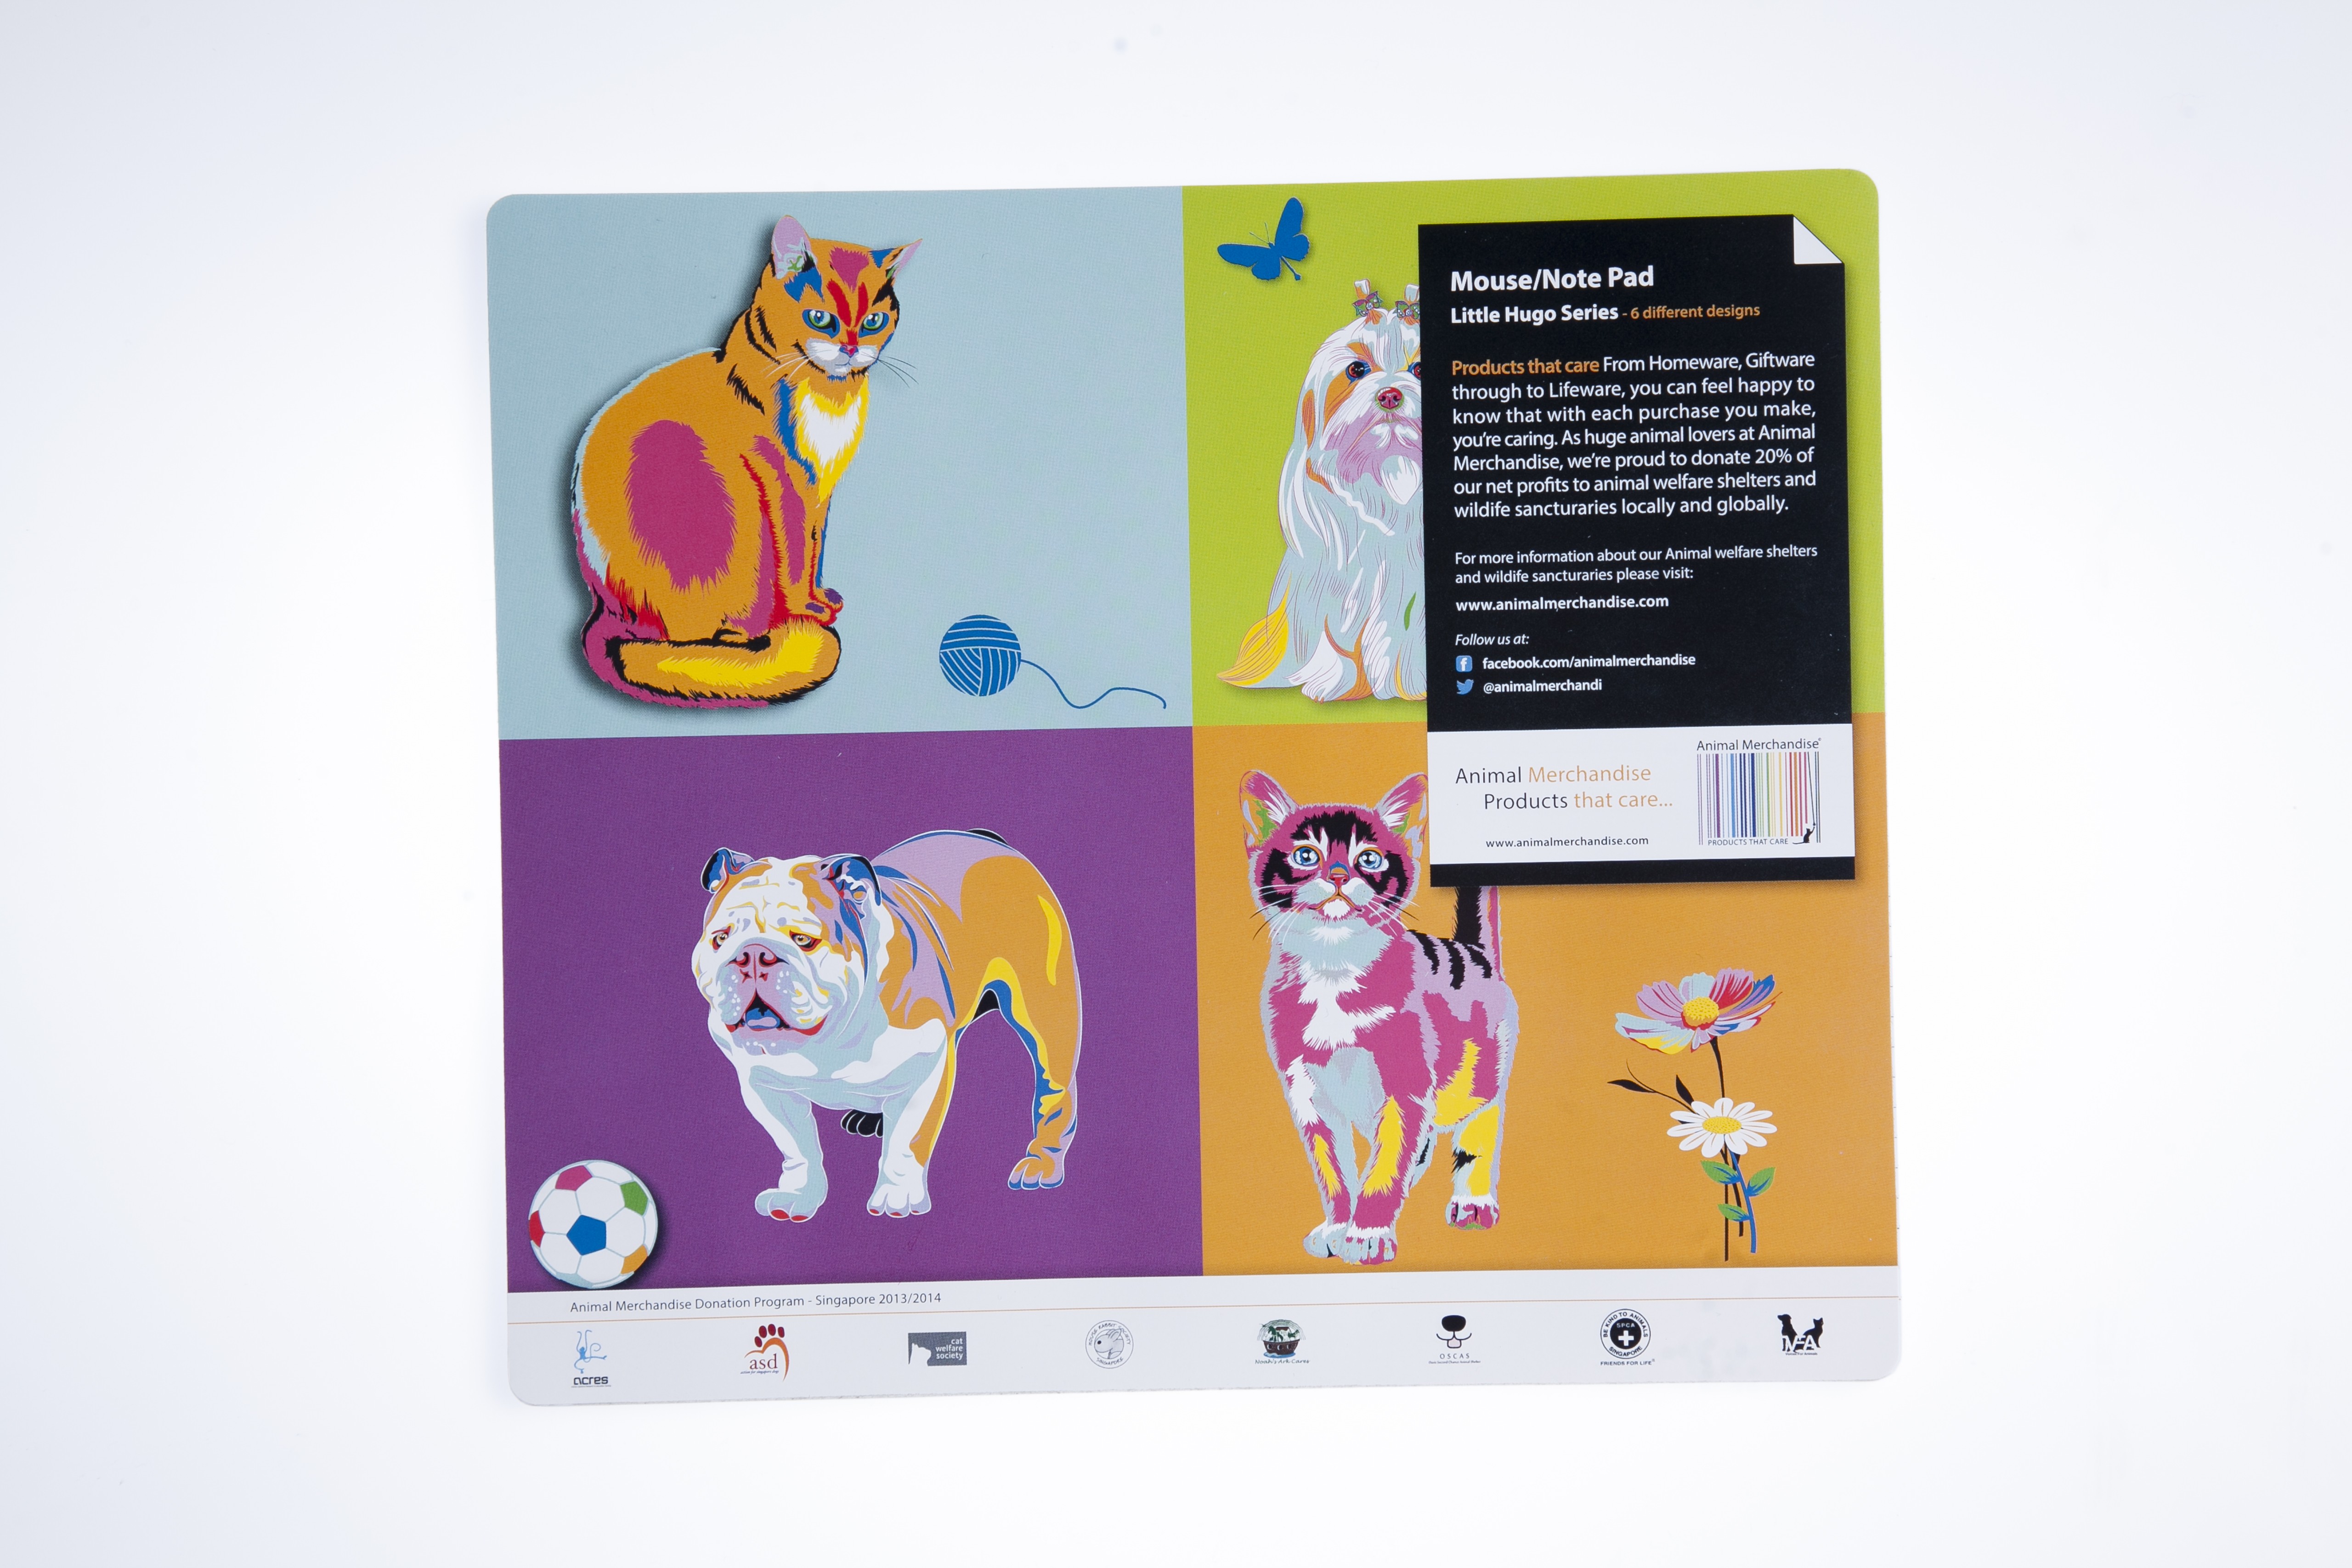 Mouse/Note Pad
Little Hugo Series - 6 different designs
Products that care From Homeware, Giftware
through to Lifeware, you can feel happy to
know that with each purchase you make,
you're caring. As huge animal lovers at Animal
Merchandise, we're proud to donate 20% of
our net profits to animal welfare shelters and
wildife sancturaries locally and globally.
For more information about our Animal welfare shelters
and wildife sancturaries please visit:
www.animalmerchandise.com
Follow us at:
facebook.com/animalmerchandise
@animalmerchandi
Animal Merchandise
Animal Merchandise
Products that care...
www.animalmerchandise.com
PRODUCTS THAT CARE
Animal Merchandise Donation Program - Singapore 2013/2014
acres
asd
cat
welfare
society
HOUSE RABBIT SOCIETY
SINGAPORE
Noah's Ark Cares
OSCAS
BE KIND TO ANIMALS
SPCA
SINGAPORE
FRIENDS FOR LIFE